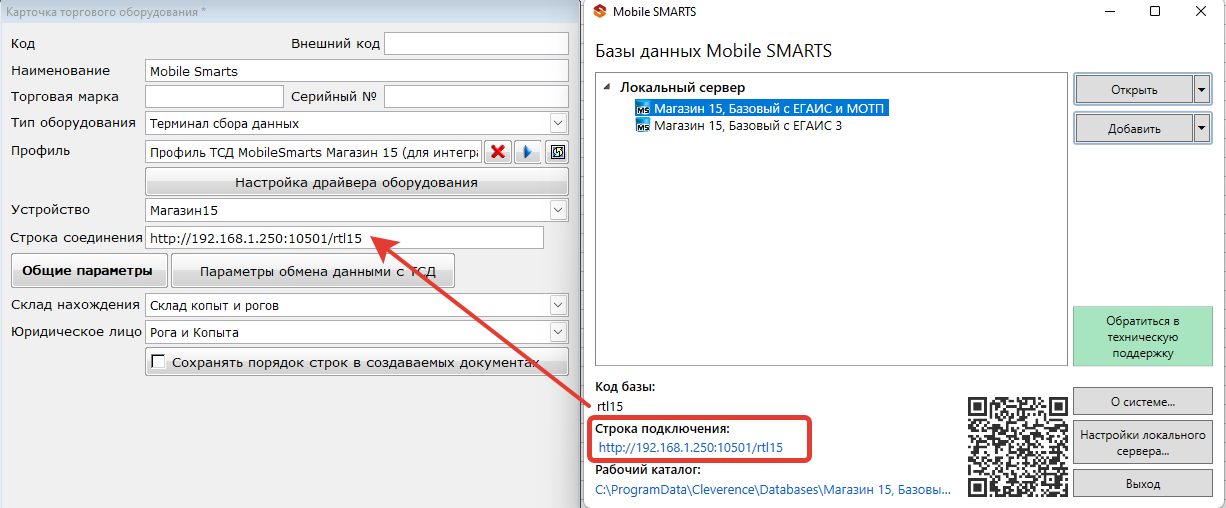 Карточка торгового оборудования *
Код
Внешний код
Наименование
Mobile Smarts
Торговая марка
Серийный №
Тип оборудования
Терминал сбора данных
Профиль
Профиль ТСД MobileSmarts Магазин 15 (для интегра
Настройка драйвера оборудования
Устройство
Магазин15
Строка соединения
http://192.168.1.250:10501/rtl15
Общие параметры
Параметры обмена данными с ТСД
Склад нахождения
Склад копыт и рогов
Юридическое лицо
Рога и Копыта
Сохранять порядок строк в создаваемых документах
Mobile SMARTS
Базы данных Mobile SMARTS
Локальный сервер
MS Магазин 15, Базовый с ЕГАИС и МОТП
MS Магазин 15, Базовый с ЕГАИС 3
Открыть
Добавить
Обратиться в
техническую
поддержку
Код базы:
rtl15
Строка подключения:
http://192.168.1.250:10501/rtl15
Рабочий каталог:
C:\ProgramData\Cleverence\Databases\Магазин 15, Базовы...
О системе...
Настройки локального
сервера...
Выход